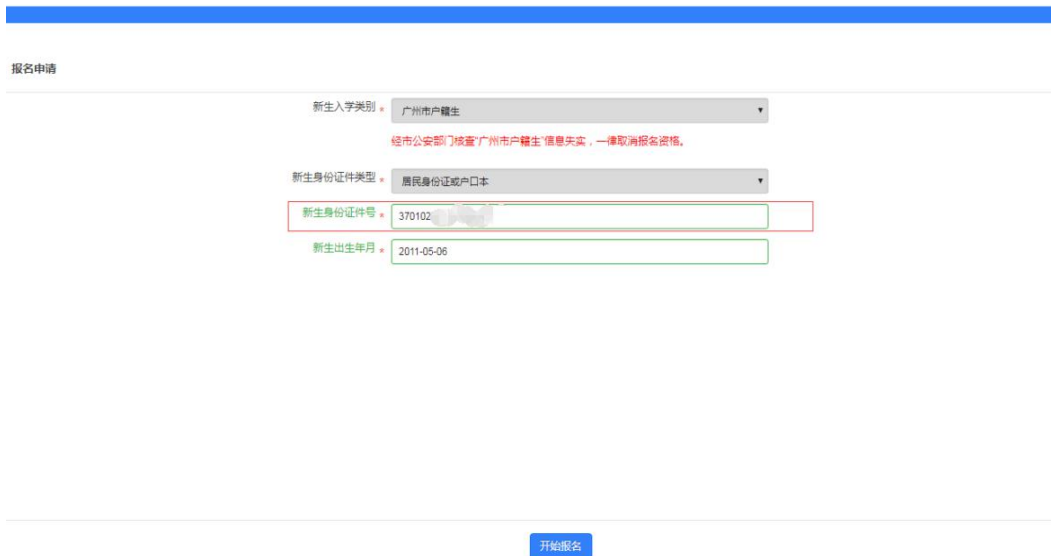 报名申请
新生入学类别 * 广州市户籍生
经市公安部门核查“广州市户籍生”信息失实，一律取消报名资格。
新生身份证件类型 * 居民身份证或户口本
新生身份证件号 * 370102
新生出生年月 * 2011-05-06
开始报名